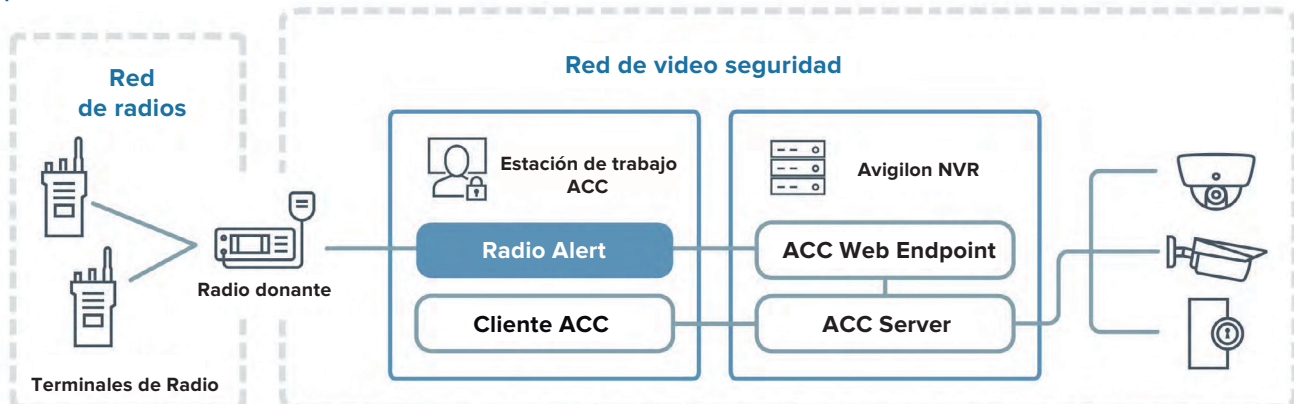 Red
de radios
Red de video seguridad
Estación de trabajo
ACC
Avigilon NVR
Radio Alert
ACC Web Endpoint
Radio donante
Cliente ACC
ACC Server
Terminales de Radio